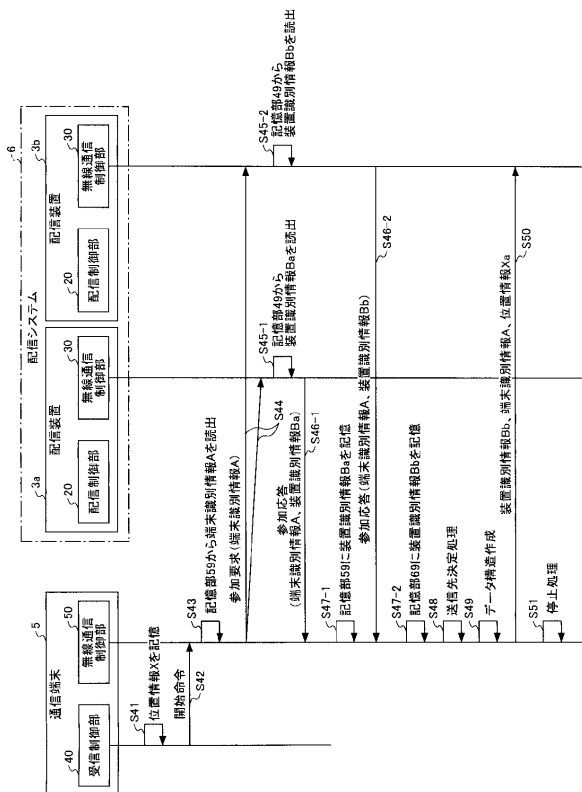 配信システム
6
3a
配信装置
20
配信制御部
30
無線通信
制御部
3b
配信装置
20
配信制御部
30
無線通信
制御部
5
通信端末
40
受信制御部
50
無線通信
制御部
S41
位置情報Xを記憶
開始命令
S42
S43
記憶部59から端末識別情報Aを読出
参加要求(端末識別情報A)
S44
S45-1
記憶部49から
装置識別情報Baを読出
S45-2
記憶部49から
装置識別情報Bbを読出
参加応答
(端末識別情報A、装置識別情報Ba)
S46-1
S47-1
記憶部59に装置識別情報Baを記憶
参加応答(端末識別情報A、装置識別情報Bb)
S46-2
S47-2
記憶部69に装置識別情報Bbを記憶
S48
送信先決定処理
S49
データ構造作成
装置識別情報Bb、端末識別情報A、位置情報Xa
S50
S51
停止処理